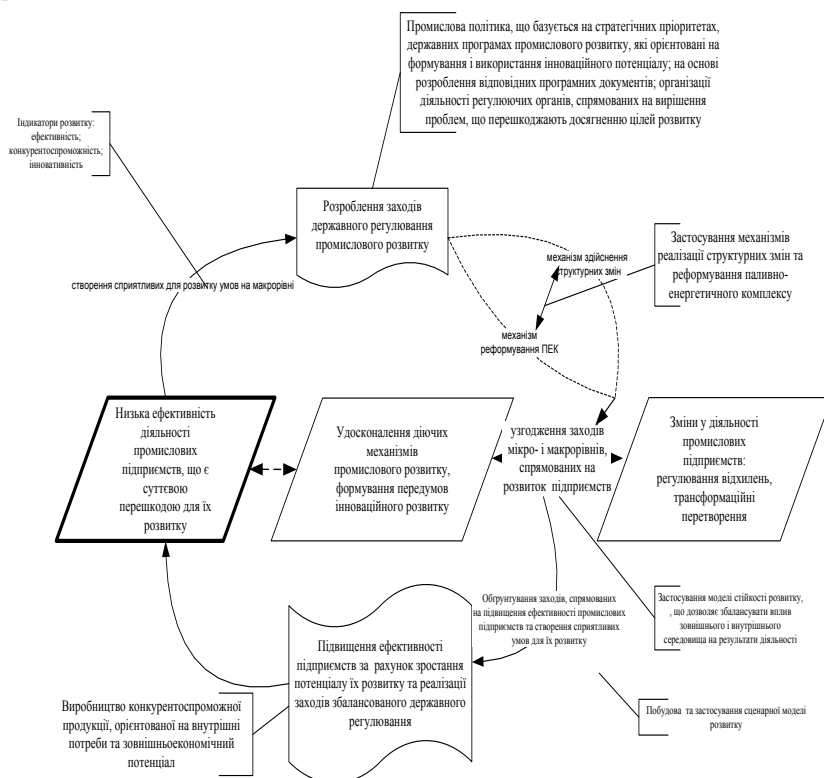 Промислова політика, що базується на стратегічних пріоритетах,
державних програмах промислового розвитку, які орієнтовані на
формування і використання інноваційного потенціалу; на основі
розроблення відповідних програмних документів; організації
діяльності регулюючих органів, спрямованих на вирішення
проблем, що перешкоджають досягненню цілей розвитку
Індикатори розвитку:
ефективність;
конкурентоспроможність;
інновативність
Розроблення заходів
державного регулювання
промислового розвитку
Застосування механізмів
реалізації структурних змін та
реформування паливно-
енергетичного комплексу
механізм здійснення
структурних змін
створення сприятливих для розвитку умов на макрорівні
механізм
реформування ПЕК
Низька ефективність
діяльності
промислових
підприємств, що є
суттєвою
перешкодою для їх
розвитку
Удосконалення діючих
механізмів
промислового розвитку,
формування передумов
інноваційного розвитку
узгодження заходів
мікро- і макрорівнів,
спрямованих на
розвиток підприємств
Зміни у діяльності
промислових
підприємств:
регулювання відхилень,
трансформаційні
перетворення
Обґрунтування заходів, спрямованих
на підвищення ефективності промислових
підприємств та створення сприятливих
умов для їх розвитку
Застосування моделі стійкості розвитку,
, що дозволяє збалансувати вплив
зовнішнього і внутрішнього
середовища на результати діяльності
Підвищення ефективності
підприємств за рахунок зростання
потенціалу їх розвитку та реалізації
заходів збалансованого державного
регулювання
Виробництво конкурентоспроможної
продукції, орієнтованої на внутрішні
потреби та зовнішньоекономічний
потенціал
Побудова та застосування сценарної моделі
розвитку